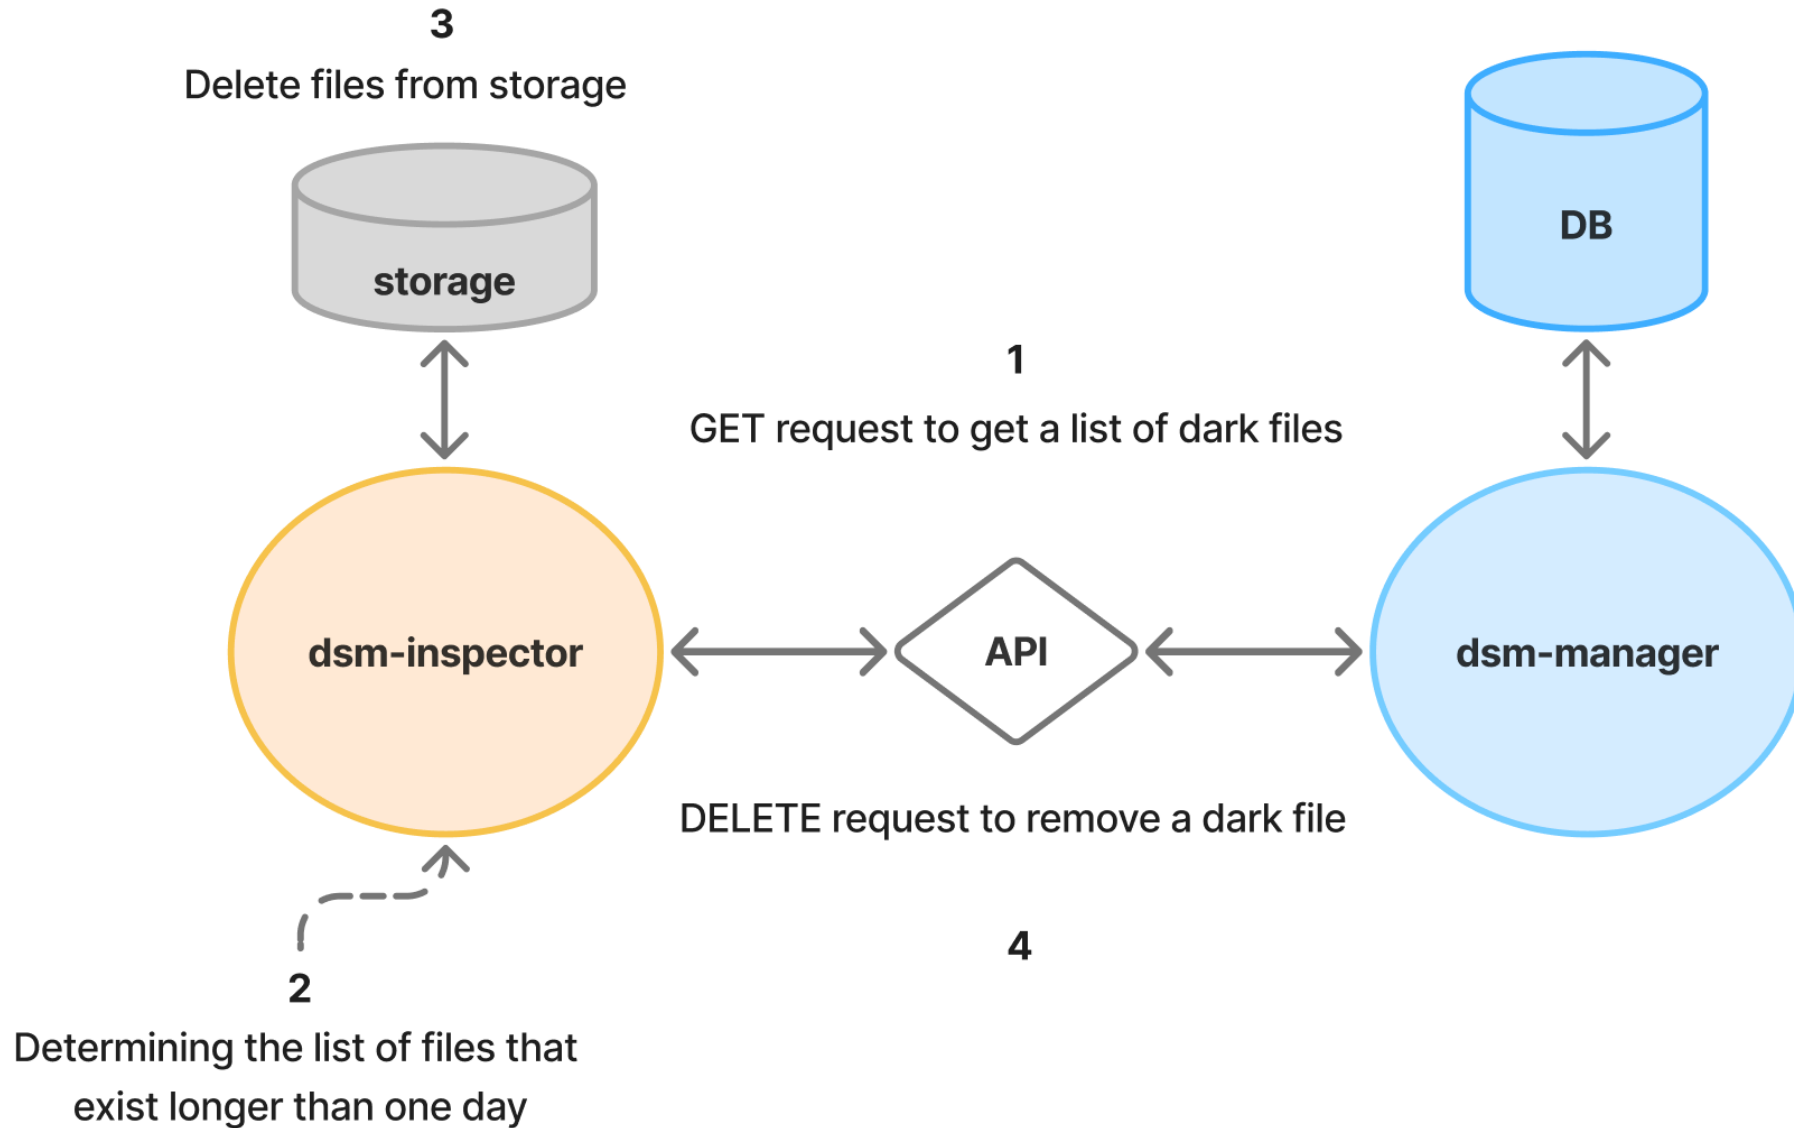 3
Delete files from storage
storage
DB
1
GET request to get a list of dark files
dsm-inspector
API
dsm-manager
DELETE request to remove a dark file
4
2
Determining the list of files that
exist longer than one day